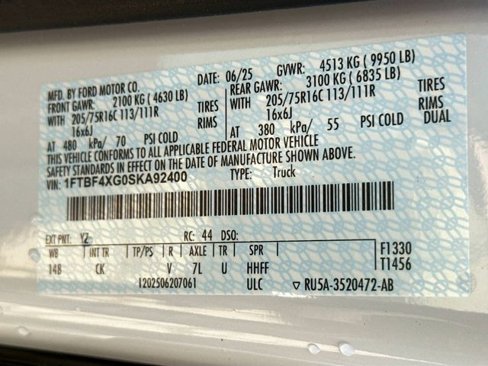 MFD. BY FORD MOTOR CO.
DATE: 06/25 GVWR: 4513 KG ( 9950 LB)
FRONT GAWR: 2100 KG ( 4630 LB)
REAR GAWR: 3100 KG ( 6835 LB)
WITH 205/75R16C 113/111R TIRES
WITH 205/75R16C 113/111R TIRES
16x6J RIMS
16x6J RIMS
AT 480 kPa/ 70 PSI COLD
AT 380 kPa/ 55 PSI COLD DUAL
THIS VEHICLE CONFORMS TO ALL APPLICABLE FEDERAL MOTOR VEHICLE
SAFETY STANDARDS IN EFFECT ON THE DATE OF MANUFACTURE SHOWN ABOVE.
VIN: 1FTBF4XG0SKA92400 TYPE: Truck
EXT PNT: YZ RC: 44 DSO:
WB INT TR TP/PS R AXLE TR SPR F1330
148 CK V 7L U HHFF T1456
1202506207061 ULC ▽ RU5A-3520472-AB